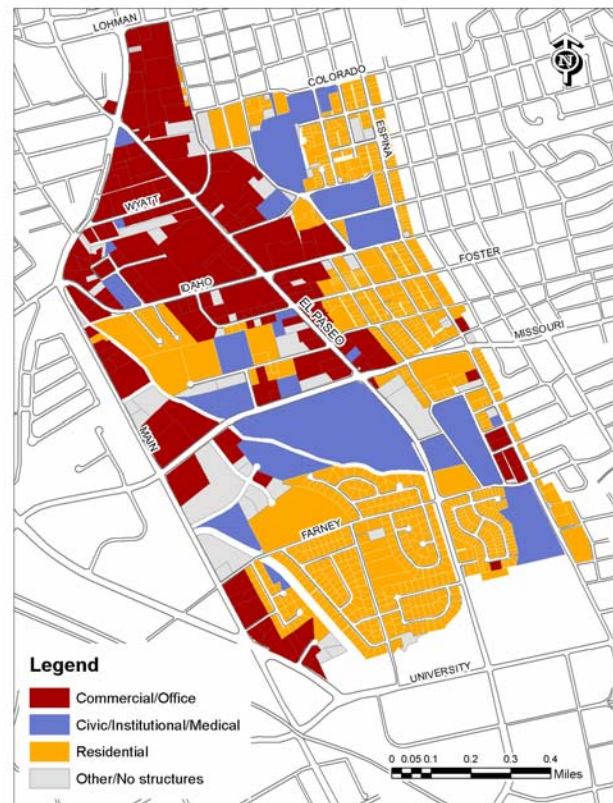 LOHMAN
N
COLORADO
ESPINA
WYATT
FOSTER
IDAHO
EL PASEO
MISSOURI
MAIN
FARNEY
UNIVERSITY
Legend
Commercial/Office
Civic/Institutional/Medical
Residential
Other/No structures
0 0.05 0.1 0.2 0.3 0.4
Miles